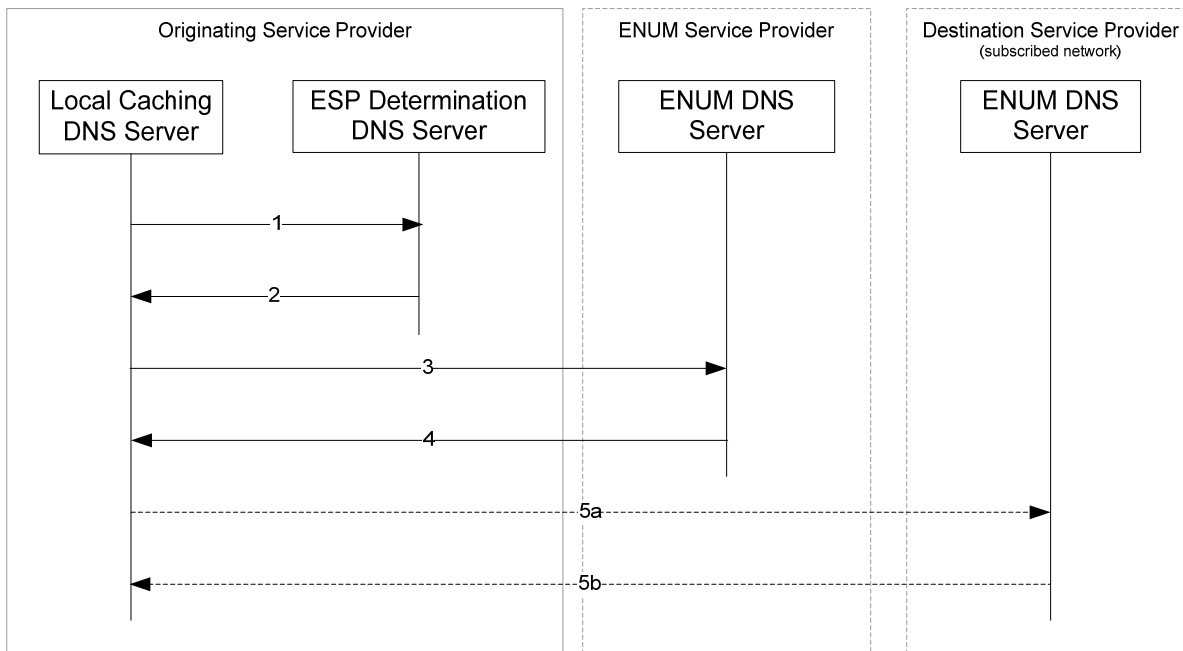 Originating Service Provider
ENUM Service Provider
Destination Service Provider
(subscribed network)
Local Caching
DNS Server
ESP Determination
DNS Server
ENUM DNS
Server
ENUM DNS
Server
1
2
3
4
5a
5b